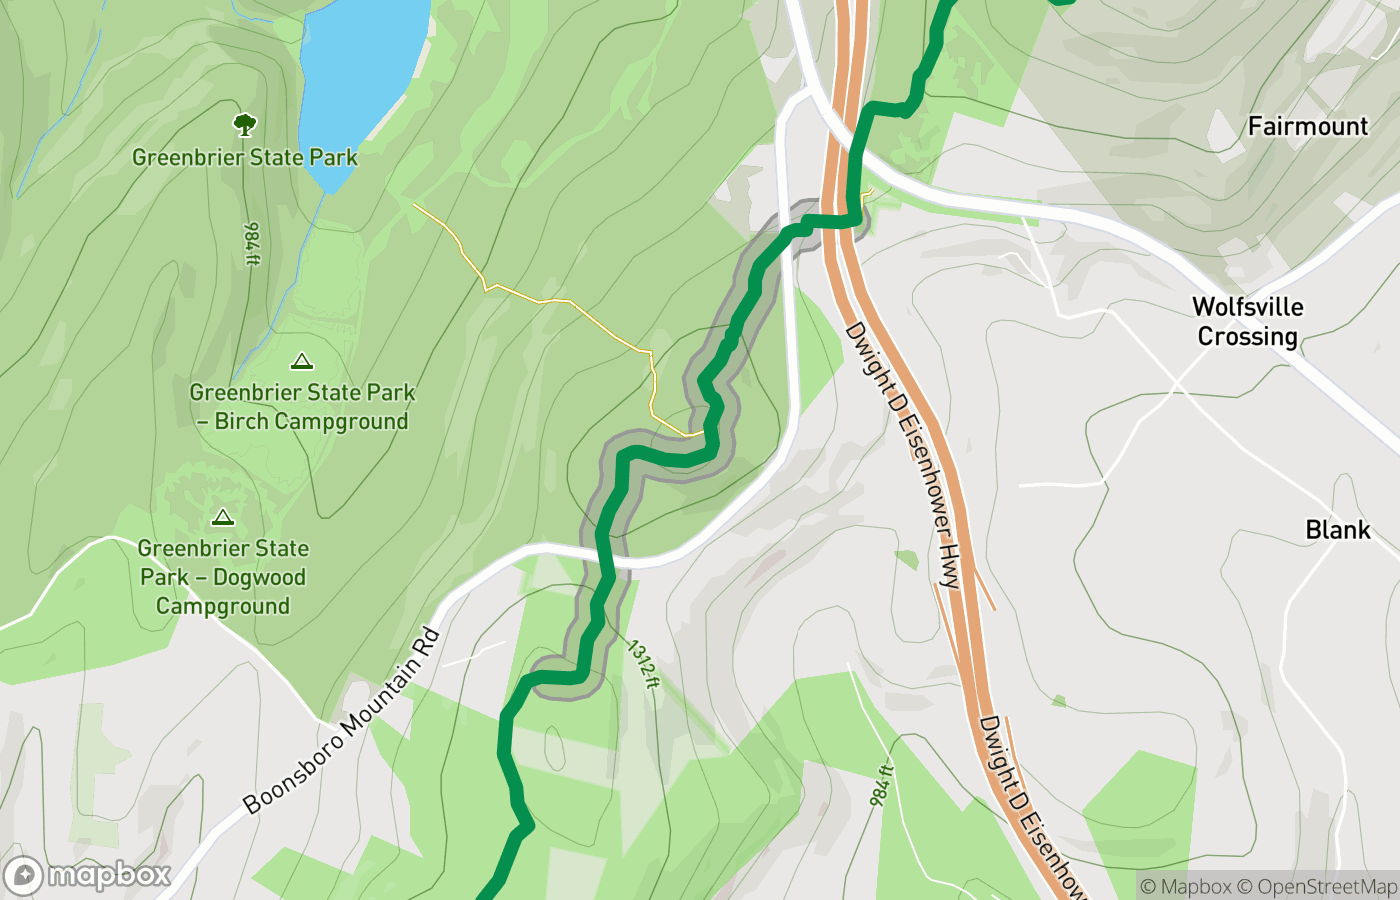 Fairmount
Greenbrier State Park
984 ft
Wolfsville
Crossing
Dwight D Eisenhower Hwy
Greenbrier State Park
– Birch Campground
Greenbrier State
Park – Dogwood
Campground
Blank
Boonsboro Mountain Rd
1312 ft
984 ft
Dwight D Eisenhow
mapbox
© Mapbox © OpenStreetMap